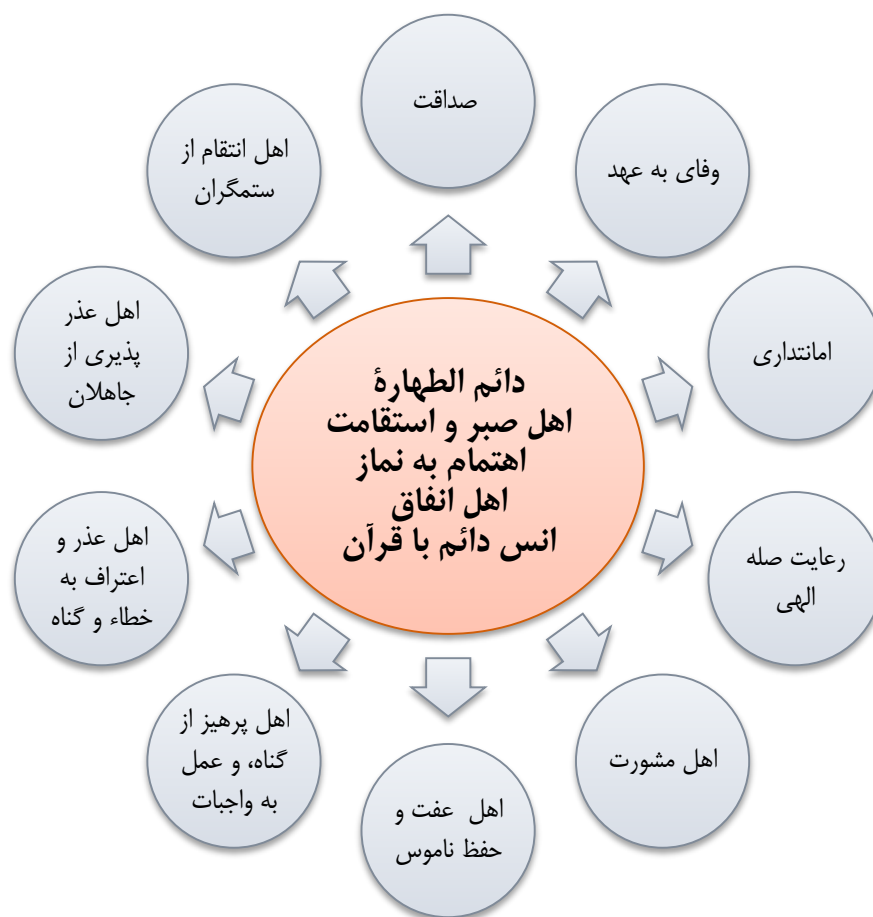 صداقت
وفای به عهد
امانتداری
رعایت صله
الهی
اهل مشورت
اهل عفت و
حفظ ناموس
اهل پرهیز از
گناه، و عمل
به واجبات
اهل عذر و
اعتراف به
خطاء و گناه
اهل عذر
پذیری از
جاهلان
اهل انتقام از
ستمگران
دائم الطهارۀ
اهل صبر و استقامت
اهتمام به نماز
اهل انفاق
انس دائم با قرآن